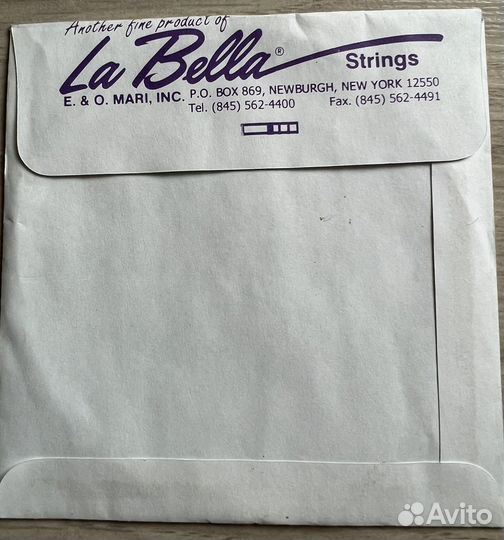 Another fine product of
La Bella® Strings
E. & O. MARI, INC. P.O. BOX 869, NEWBURGH, NEW YORK 12550
Tel. (845) 562-4400 Fax. (845) 562-4491
Avito